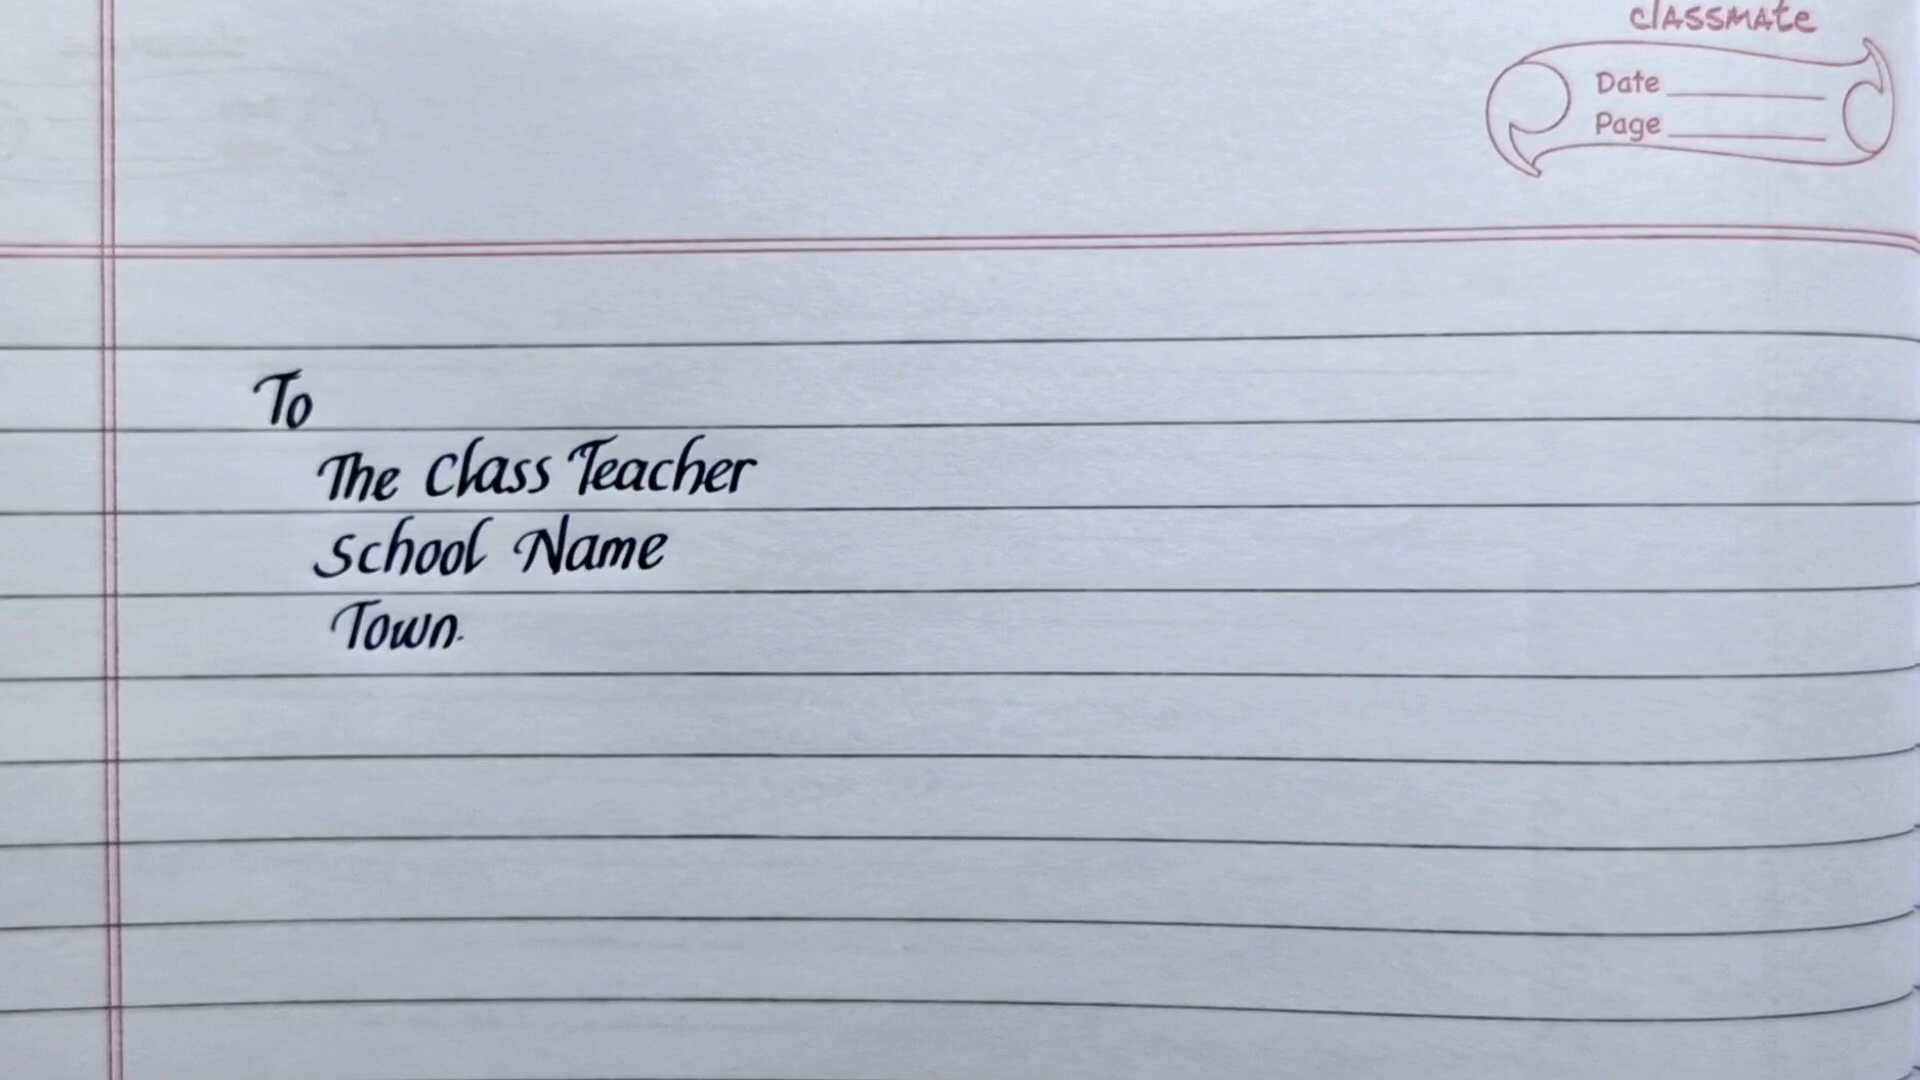 classmate
Date
Page
To
The Class Teacher
School Name
Town.